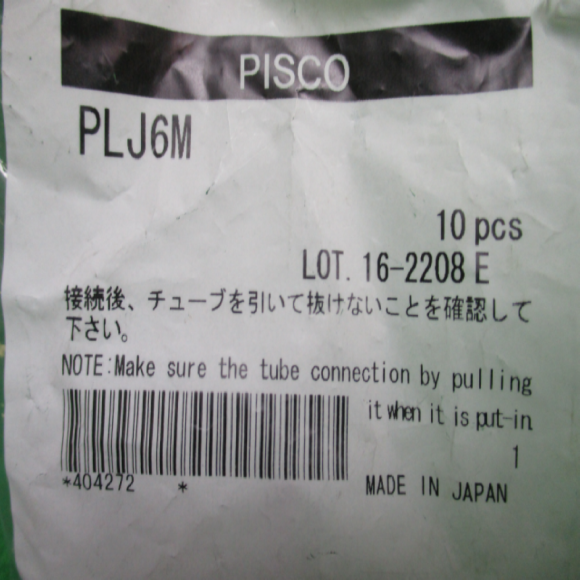 PISCO
PLJ6M
10 pcs
LOT. 16-2208 E
接続後、チューブを引いて抜けないことを確認して
下さい。
NOTE:Make sure the tube connection by pulling
it when it is put-in
1
*404272 *
MADE IN JAPAN